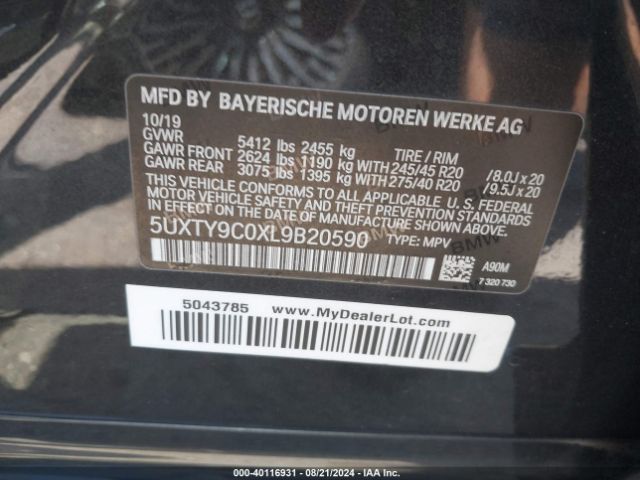 MFD BY BAYERISCHE MOTOREN WERKE AG
10/19
GVWR 5412 lbs 2455 kg TIRE / RIM
GAWR FRONT 2624 lbs 1190 kg WITH 245/45 R20 /8.0J x 20
GAWR REAR 3075 lbs 1395 kg WITH 275/40 R20 /9.5J x 20
THIS VEHICLE CONFORMS TO ALL APPLICABLE U. S. FEDERAL
MOTOR VEHICLE SAFETY AND THEFT PREVENTION STANDARDS
IN EFFECT ON THE DATE OF MANUFACTURE SHOWN ABOVE.
5UXTY9C0XL9B20590 TYPE: MPV
A90M
7 320 730
5043785 www.MyDealerLot.com
000-40116931 - 08/21/2024 - IAA Inc.